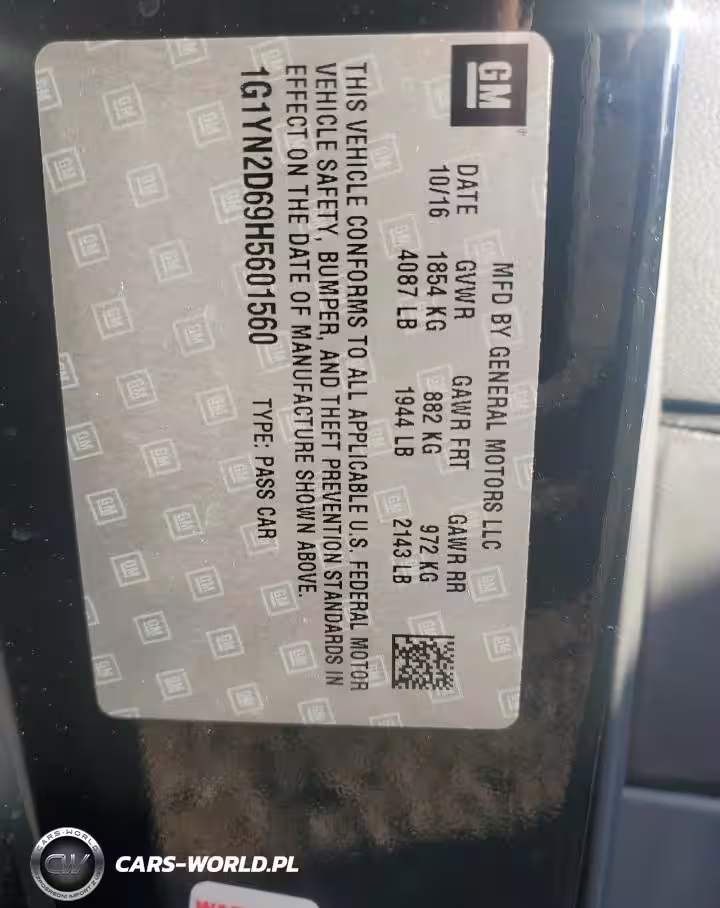 GM
MFD BY GENERAL MOTORS LLC
DATE GVWR GAWR FRT GAWR RR
10/16 1854 KG 882 KG 972 KG
4087 LB 1944 LB 2143 LB
THIS VEHICLE CONFORMS TO ALL APPLICABLE U.S. FEDERAL MOTOR
VEHICLE SAFETY, BUMPER, AND THEFT PREVENTION STANDARDS IN
EFFECT ON THE DATE OF MANUFACTURE SHOWN ABOVE.
1G1YN2D69H5601560 TYPE: PASS CAR
CARS-WORLD
CW
CARS-WORLD.PL